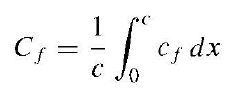 C_f = \frac{1}{c} \int_0^c c_f \, dx